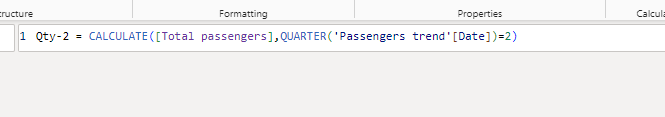 ructure Formatting Properties Calcula
1 Qty-2 = CALCULATE([Total passengers],QUARTER('Passengers trend'[Date])=2)